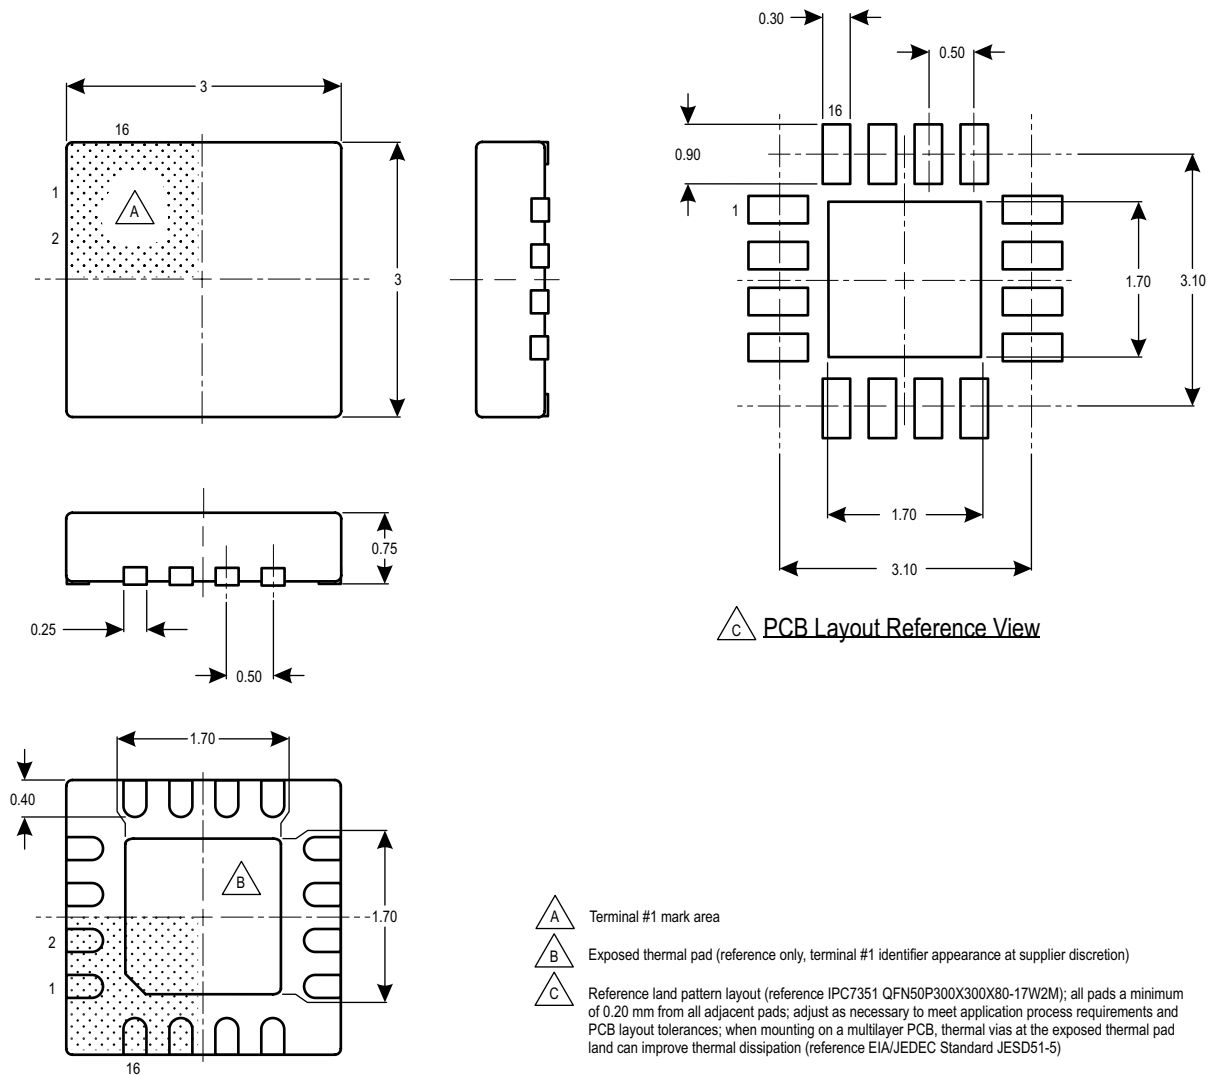 0.30
0.50
3
16
16
0.90
1
A
2
1
3
1.70
3.10
1.70
0.75
3.10
0.25
C PCB Layout Reference View
0.50
1.70
0.40
B
1.70
2
1
16
A Terminal #1 mark area
B Exposed thermal pad (reference only, terminal #1 identifier appearance at supplier discretion)
C Reference land pattern layout (reference IPC7351 QFN50P300X300X80-17W2M); all pads a minimum
of 0.20 mm from all adjacent pads; adjust as necessary to meet application process requirements and
PCB layout tolerances; when mounting on a multilayer PCB, thermal vias at the exposed thermal pad
land can improve thermal dissipation (reference EIA/JEDEC Standard JESD51-5)